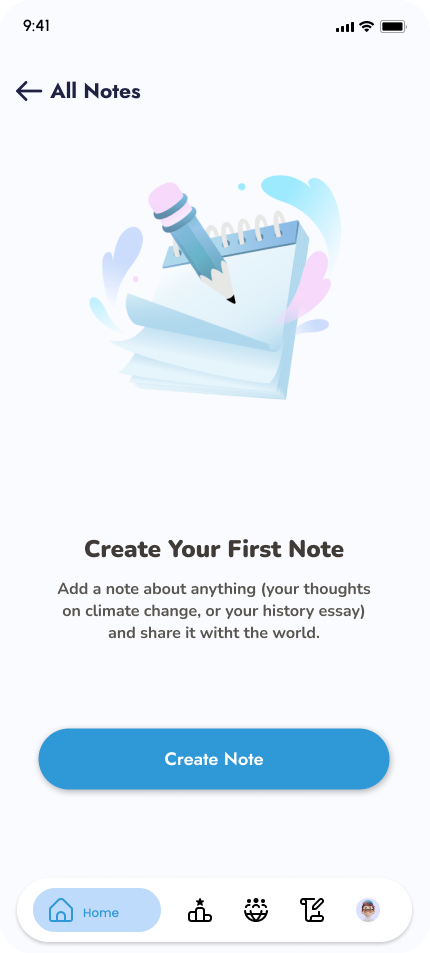 9:41
All Notes
Create Your First Note
Add a note about anything (your thoughts
on climate change, or your history essay)
and share it witht the world.
Create Note
Home